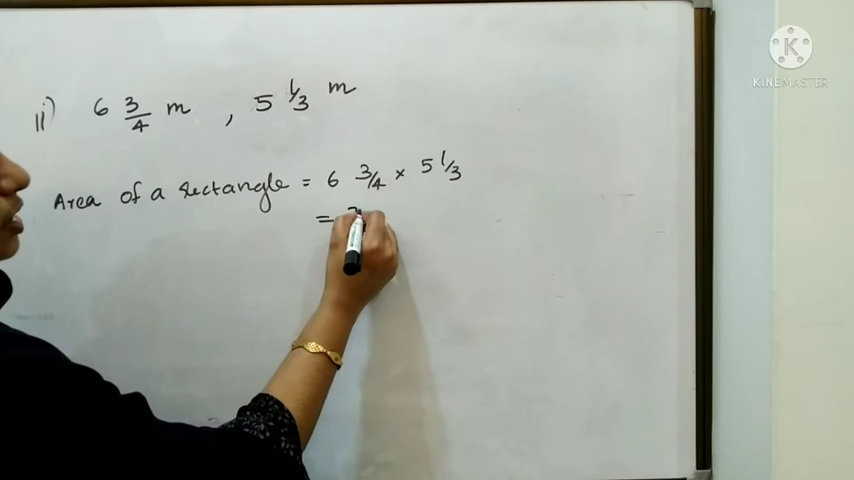 ii) 6 3/4 m , 5 1/3 m
Area of a rectangle = 6 3/4 × 5 1/3
=
KINEMASTER